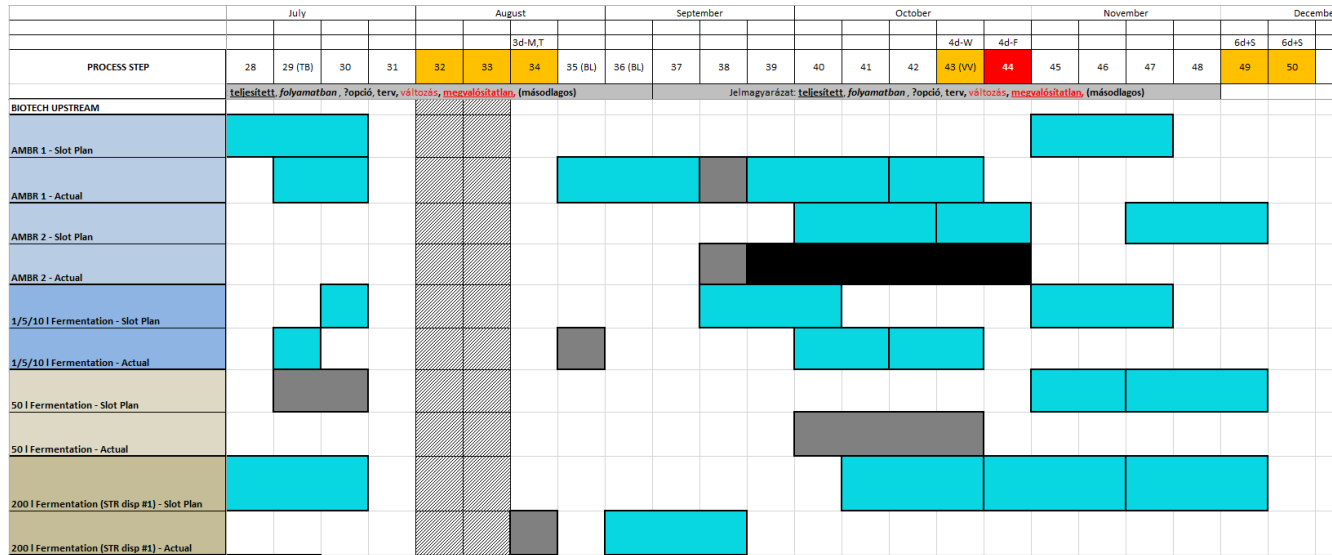 July August September October November Decembe
3d-M,T 4d-W 4d-F 6d+S 6d+S
PROCESS STEP 28 29 (TB) 30 31 32 33 34 35 (BL) 36 (BL) 37 38 39 40 41 42 43 (VV) 44 45 46 47 48 49 50
teljesített, folyamatban , ?opció, terv, változás, megvalósítatlan, (másodlagos) Jelmagyarázat: teljesített, folyamatban , ?opció, terv, változás, megvalósítatlan, (másodlagos)
BIOTECH UPSTREAM
AMBR 1 - Slot Plan
AMBR 1 - Actual
AMBR 2 - Slot Plan
AMBR 2 - Actual
1/5/10 l Fermentation - Slot Plan
1/5/10 l Fermentation - Actual
50 l Fermentation - Slot Plan
50 l Fermentation - Actual
200 l Fermentation (STR disp #1) - Slot Plan
200 l Fermentation (STR disp #1) - Actual